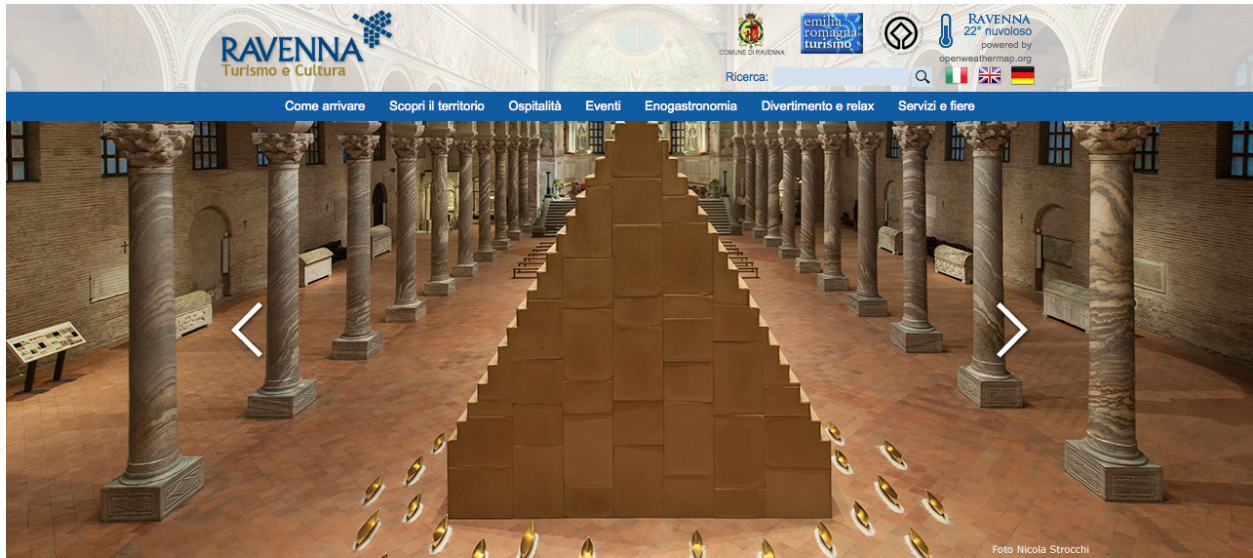 RAVENNA
Turismo e Cultura
COMUNE DI RAVENNA
emilia
romagna
turismo
RAVENNA
22° nuvoloso
powered by
openweathermap.org
Ricerca:
Come arrivare Scopri il territorio Ospitalità Eventi Enogastronomia Divertimento e relax Servizi e fiere
Foto Nicola Strocchi